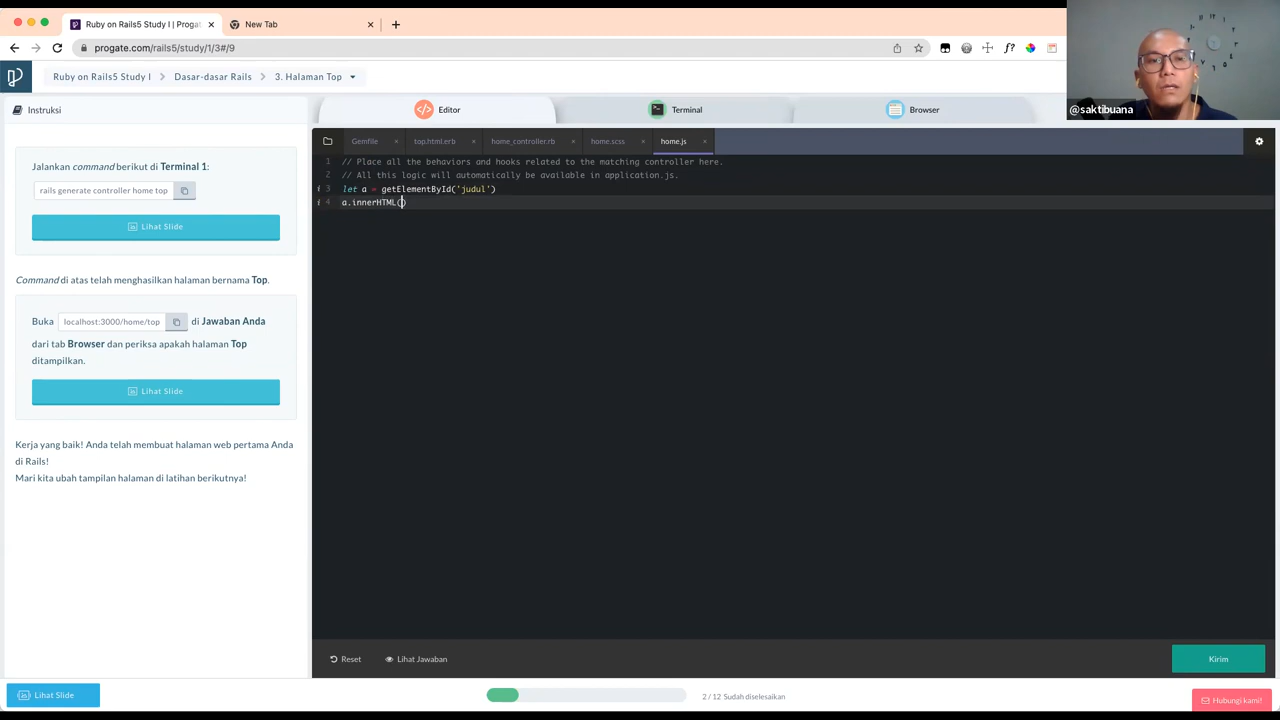 Ruby on Rails5 Study I | Progate
New Tab
progate.com/rails5/study/1/3#/9
Ruby on Rails5 Study I
Dasar-dasar Rails
3. Halaman Top
@saktibuana
Instruksi
Editor
Terminal
Browser
Gemfile
top.html.erb
home_controller.rb
home.scss
home.js
Jalankan command berikut di Terminal 1:
rails generate controller home top
Lihat Slide
Command di atas telah menghasilkan halaman bernama Top.
Buka localhost:3000/home/top di Jawaban Anda
dari tab Browser dan periksa apakah halaman Top
ditampilkan.
Lihat Slide
Kerja yang baik! Anda telah membuat halaman web pertama Anda
di Rails!
Mari kita ubah tampilan halaman di latihan berikutnya!
1 // Place all the behaviors and hooks related to the matching controller here.
2 // All this logic will automatically be available in application.js.
3 let a = getElementById('judul')
4 a.innerHTML()
Reset
Lihat Jawaban
Kirim
Lihat Slide
2 / 12 Sudah diselesaikan
Hubungi kami!